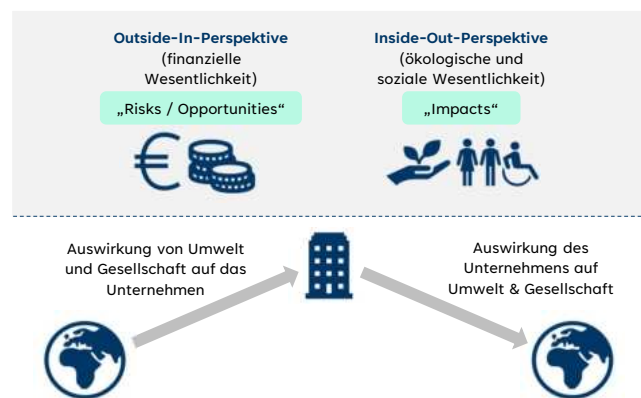 Outside-In-Perspektive
(finanzielle
Wesentlichkeit)
„Risks / Opportunities“
Inside-Out-Perspektive
(ökologische und
soziale Wesentlichkeit)
„Impacts“
Auswirkung von Umwelt
und Gesellschaft auf das
Unternehmen
Auswirkung des
Unternehmens auf
Umwelt & Gesellschaft